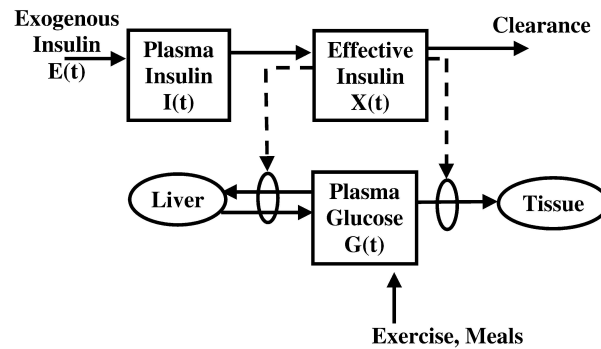 Exogenous
Insulin
E(t)
Plasma
Insulin
I(t)
Effective
Insulin
X(t)
Clearance
Liver
Plasma
Glucose
G(t)
Tissue
Exercise, Meals